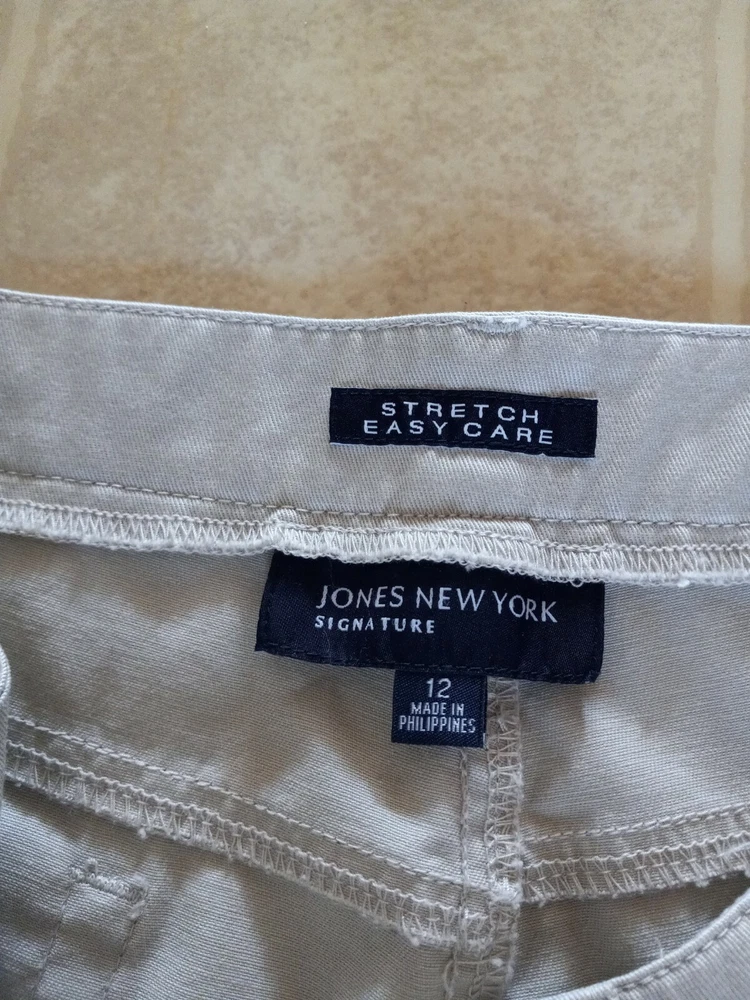 STRETCH
EASY CARE
JONES NEW YORK
SIGNATURE
12
MADE IN
PHILIPPINES